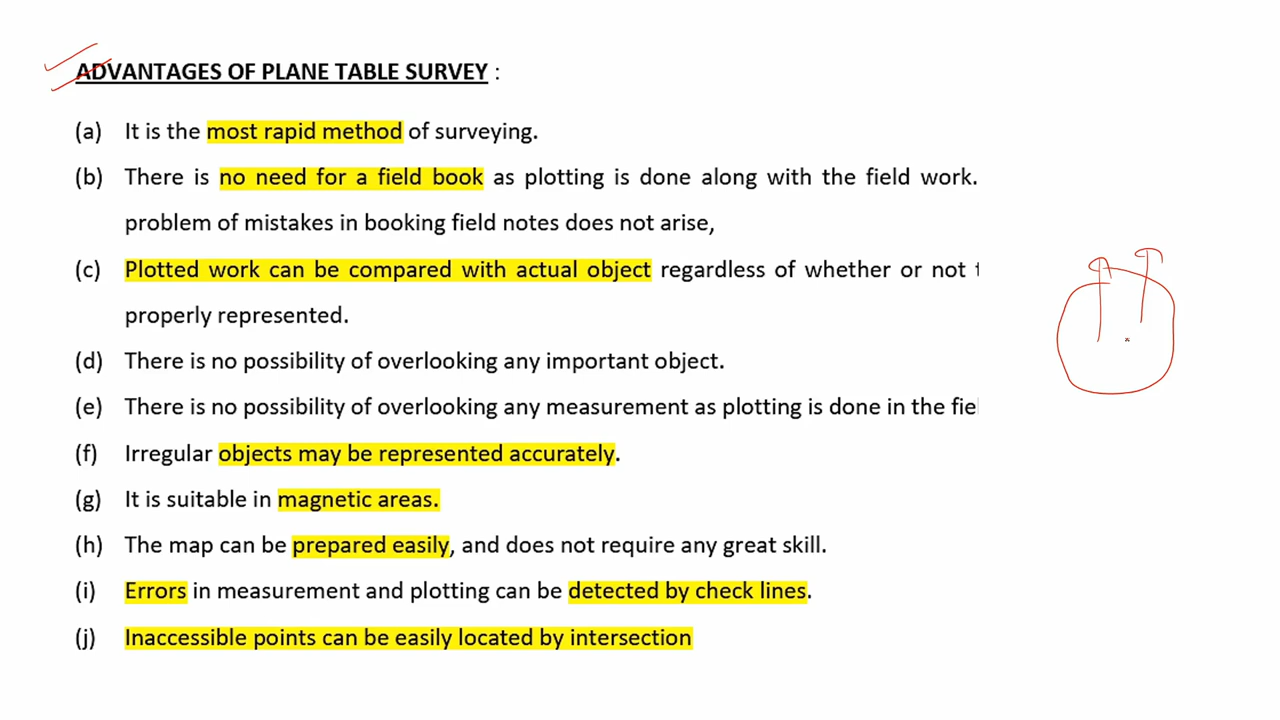 ADVANTAGES OF PLANE TABLE SURVEY :
(a) It is the most rapid method of surveying.
(b) There is no need for a field book as plotting is done along with the field work.
problem of mistakes in booking field notes does not arise,
(c) Plotted work can be compared with actual object regardless of whether or not
properly represented.
(d) There is no possibility of overlooking any important object.
(e) There is no possibility of overlooking any measurement as plotting is done in the
(f) Irregular objects may be represented accurately.
(g) It is suitable in magnetic areas.
(h) The map can be prepared easily, and does not require any great skill.
(i) Errors in measurement and plotting can be detected by check lines.
(j) Inaccessible points can be easily located by intersection